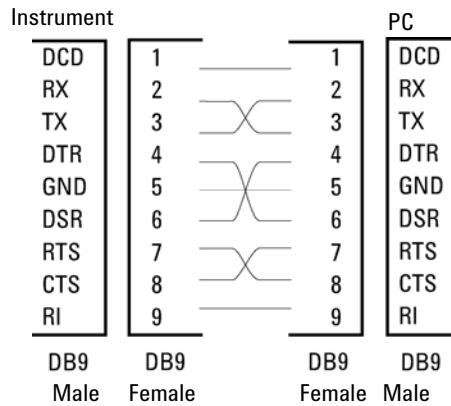 Instrument PC
DCD 1 1 DCD
RX 2 2 RX
TX 3 3 TX
DTR 4 4 DTR
GND 5 5 GND
DSR 6 6 DSR
RTS 7 7 RTS
CTS 8 8 CTS
RI 9 9 RI
DB9 DB9 DB9 DB9
Male Female Female Male